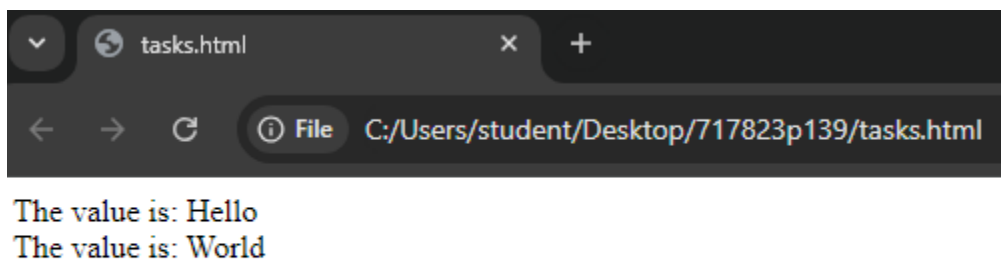 tasks.html
File C:/Users/student/Desktop/717823p139/tasks.html
The value is: Hello
The value is: World